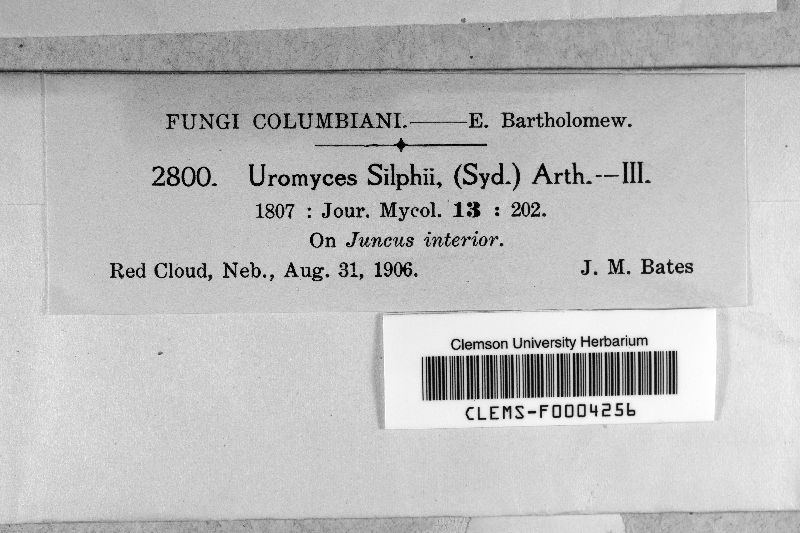 FUNGI COLUMBIANI.——E. Bartholomew.
2800. Uromyces Silphii, (Syd.) Arth.—III.
1807 : Jour. Mycol. 13 : 202.
On Juncus interior.
Red Cloud, Neb., Aug. 31, 1906. J. M. Bates
Clemson University Herbarium
CLEMS-F0004256